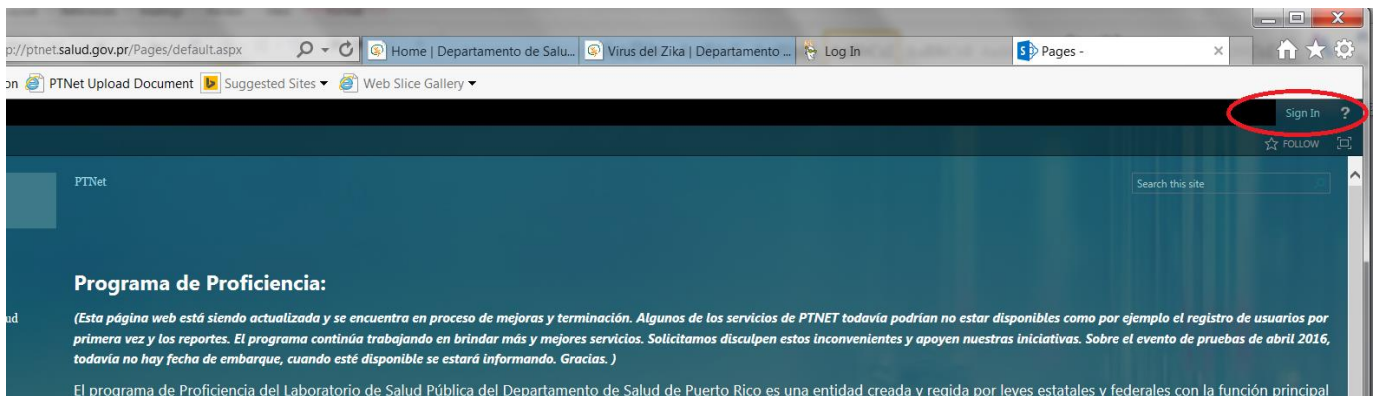 p://ptnet.salud.gov.pr/Pages/default.aspx Home | Departamento de Salu... Virus del Zika | Departamento ... Log In Pages -
on PTNet Upload Document Suggested Sites Web Slice Gallery
Sign In ?
FOLLOW
PTNet Search this site
Programa de Proficiencia:
ud (Esta página web está siendo actualizada y se encuentra en proceso de mejoras y terminación. Algunos de los servicios de PTNET todavía podrían no estar disponibles como por ejemplo el registro de usuarios por
primera vez y los reportes. El programa continúa trabajando en brindar más y mejores servicios. Solicitamos disculpen estos inconvenientes y apoyen nuestras iniciativas. Sobre el evento de pruebas de abril 2016,
todavía no hay fecha de embarque, cuando esté disponible se estará informando. Gracias. )
El programa de Proficiencia del Laboratorio de Salud Pública del Departamento de Salud de Puerto Rico es una entidad creada y regida por leyes estatales y federales con la función principal